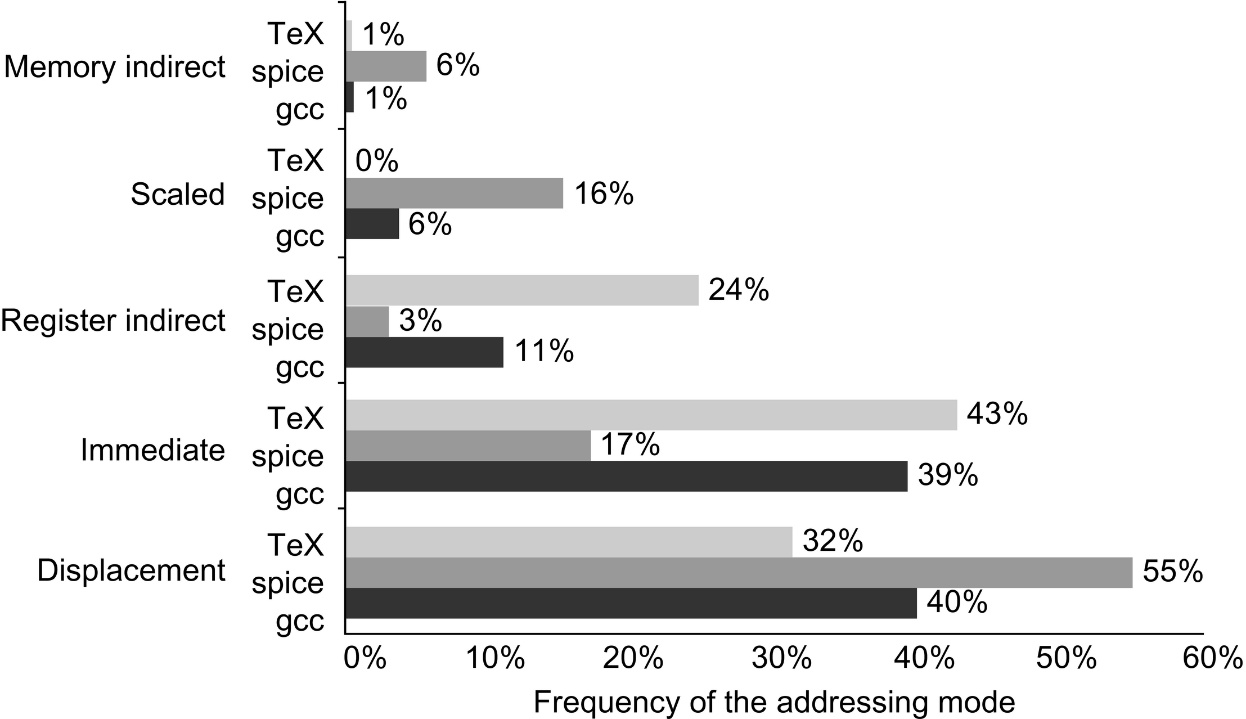 TeX 1%
Memory indirect spice 6%
gcc 1%
TeX 0%
Scaled spice 16%
gcc 6%
TeX 24%
Register indirect spice 3%
gcc 11%
TeX 43%
Immediate spice 17%
gcc 39%
TeX 32%
Displacement spice 55%
gcc 40%
0% 10% 20% 30% 40% 50% 60%
Frequency of the addressing mode